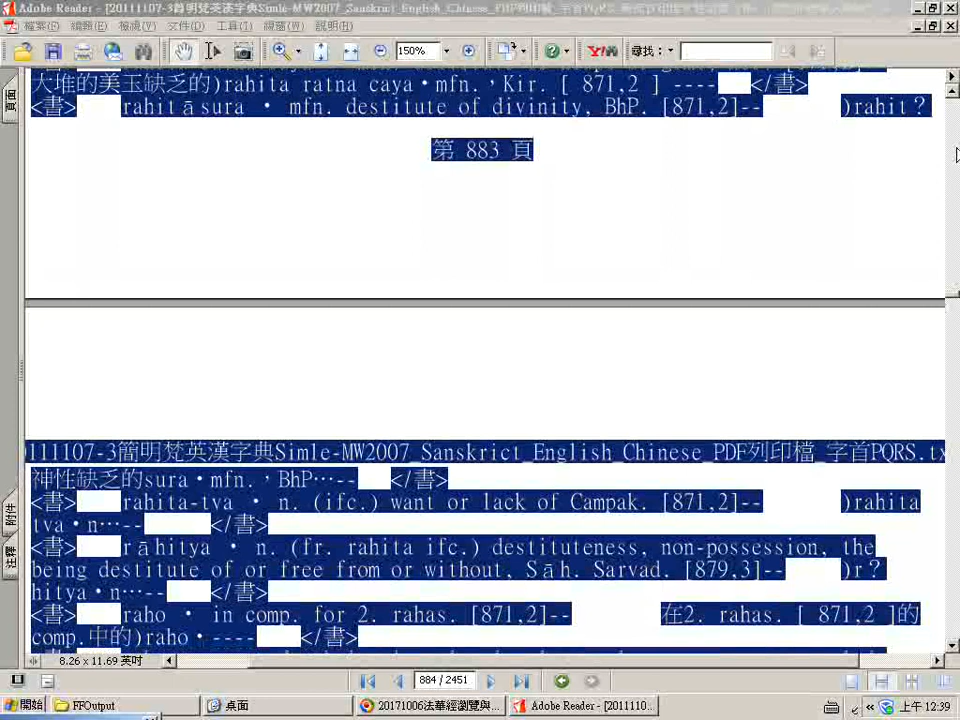 Adobe Reader - [20111107-3簡明梵英漢字典Simle-MW2007_Sanskrit_English_Chinese_PDF列印檔_字首PQRS.
檔案(F) 編輯(E) 檢視(V) 文件(D) 工具(T) 視窗(W) 說明(H)
150% 尋找:
頁面
大堆的美玉缺乏的)rahita ratna caya·mfn.，Kir. [ 871,2 ] ---- </書>
<書> rahitāsura · mfn. destitute of divinity, BhP. [871,2]-- )rahit？
第 883 頁
0111107-3簡明梵英漢字典Simle-MW2007_Sanskrit_English_Chinese_PDF列印檔_字首PQRS.tx
神性缺乏的sura·mfn.，BhP…-- </書>
<書> rahita-tva · n. (ifc.) want or lack of Campak. [871,2]-- )rahita
tva·n…-- </書>
<書> rāhitya · n. (fr. rahita ifc.) destituteness, non-possession, the
being destitute of or free from or without, Sāh. Sarvad. [879,3]-- )r？
hitya·n…-- </書>
<書> raho · in comp. for 2. rahas. [871,2]-- 在2. rahas. [ 871,2 ]的
comp.中的)raho·---- </書>
附件
注釋
8.26 x 11.69 英吋
884 / 2451
開始 FFOutput 桌面 20171006法華經瀏覽與... Adobe Reader - [2011110... 上午 12:39